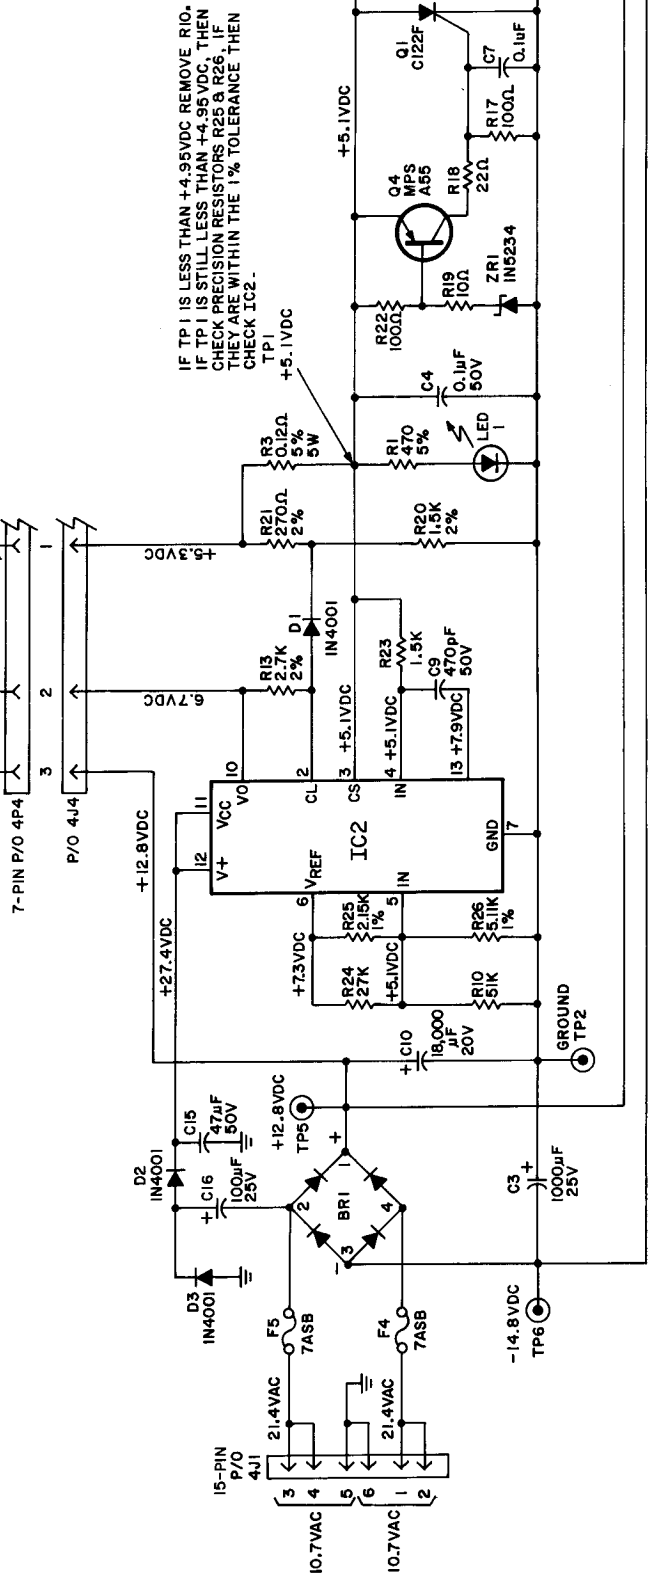 IF TP1 IS LESS THAN +4.95VDC REMOVE R10.
IF TP1 IS STILL LESS THAN +4.95VDC, THEN
CHECK PRECISION RESISTORS R25 & R26, IF
THEY ARE WITHIN THE 1% TOLERANCE THEN
CHECK IC2.
TP1
+5.1VDC
+5.1VDC
Q1
C122F
C7
0.1uF
R17
100Ω
R18
22Ω
Q4
MPS
A55
R22
100Ω
R19
10Ω
ZR1
IN5234
C4
0.1µF
50V
R3
0.12Ω
5%
5W
R1
470
5%
LED
1
R21
270Ω
2%
R20
1.5K
2%
7-PIN P/O 4P4
P/O 4J4
3
2
1
+5.3VDC
6.7VDC
+12.8VDC
+27.4VDC
D1
IN4001
R13
2.7K
2%
R23
1.5K
C9
470pF
50V
+5.1VDC
+5.1VDC
+7.9VDC
10
2
3
4
13
VO
CL
CS
IN
11
VCC
12
V+
IC2
GND
7
VREF
6
IN
5
+7.3VDC
R25
2.15K
1%
R24
27K
+5.1VDC
R26
5.11K
1%
R10
51K
+ C10
18,000
µF
20V
GROUND
TP2
+12.8VDC
TP5
C15
47µF
50V
D2
IN4001
+ C16
100µF
25V
D3
IN4001
BR1
+
1
2
3
4
-
C3 +
1000µF
25V
-14.8VDC
TP6
F5
7ASB
F4
7ASB
21.4VAC
21.4VAC
15-PIN
P/O
4J1
3
4
5
6
1
2
10.7VAC
10.7VAC